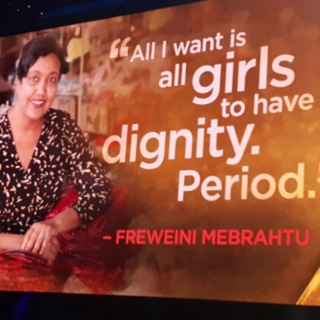 “All I want is
all girls
to have
dignity.
Period.”
– FREWEINI MEBRAHTU